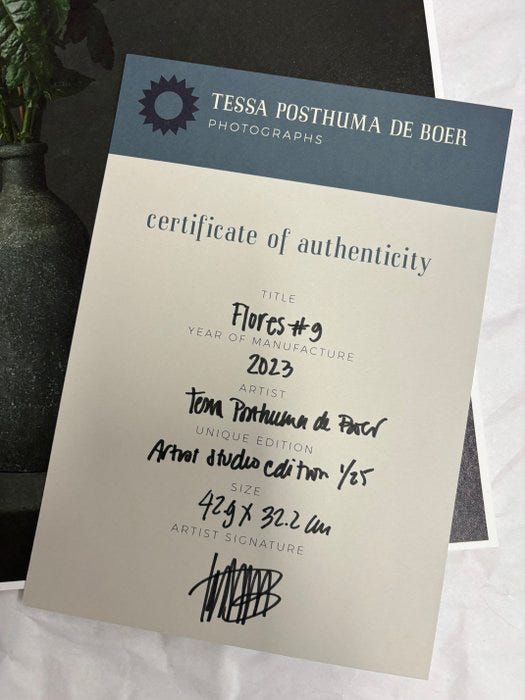 TESSA POSTHUMA DE BOER
PHOTOGRAPHS
certificate of authenticity
TITLE
Flores #9
YEAR OF MANUFACTURE
2023
ARTIST
Tessa Posthuma de Boer
UNIQUE EDITION
Artist studio edition 1/25
SIZE
42,9 x 32.2 cm
ARTIST SIGNATURE